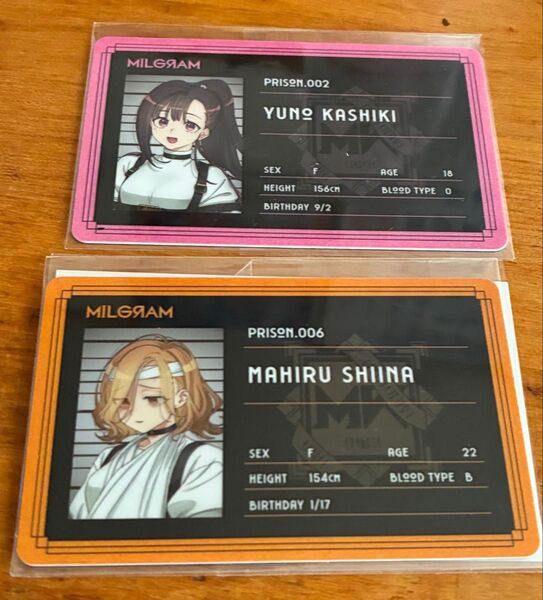 MILGRAM
PRISON.002
YUNO KASHIKI
SEX F AGE 18
HEIGHT 156CM BLOOD TYPE O
BIRTHDAY 9/2
MILGRAM
PRISON.006
MAHIRU SHIINA
SEX F AGE 22
HEIGHT 154CM BLOOD TYPE B
BIRTHDAY 1/17